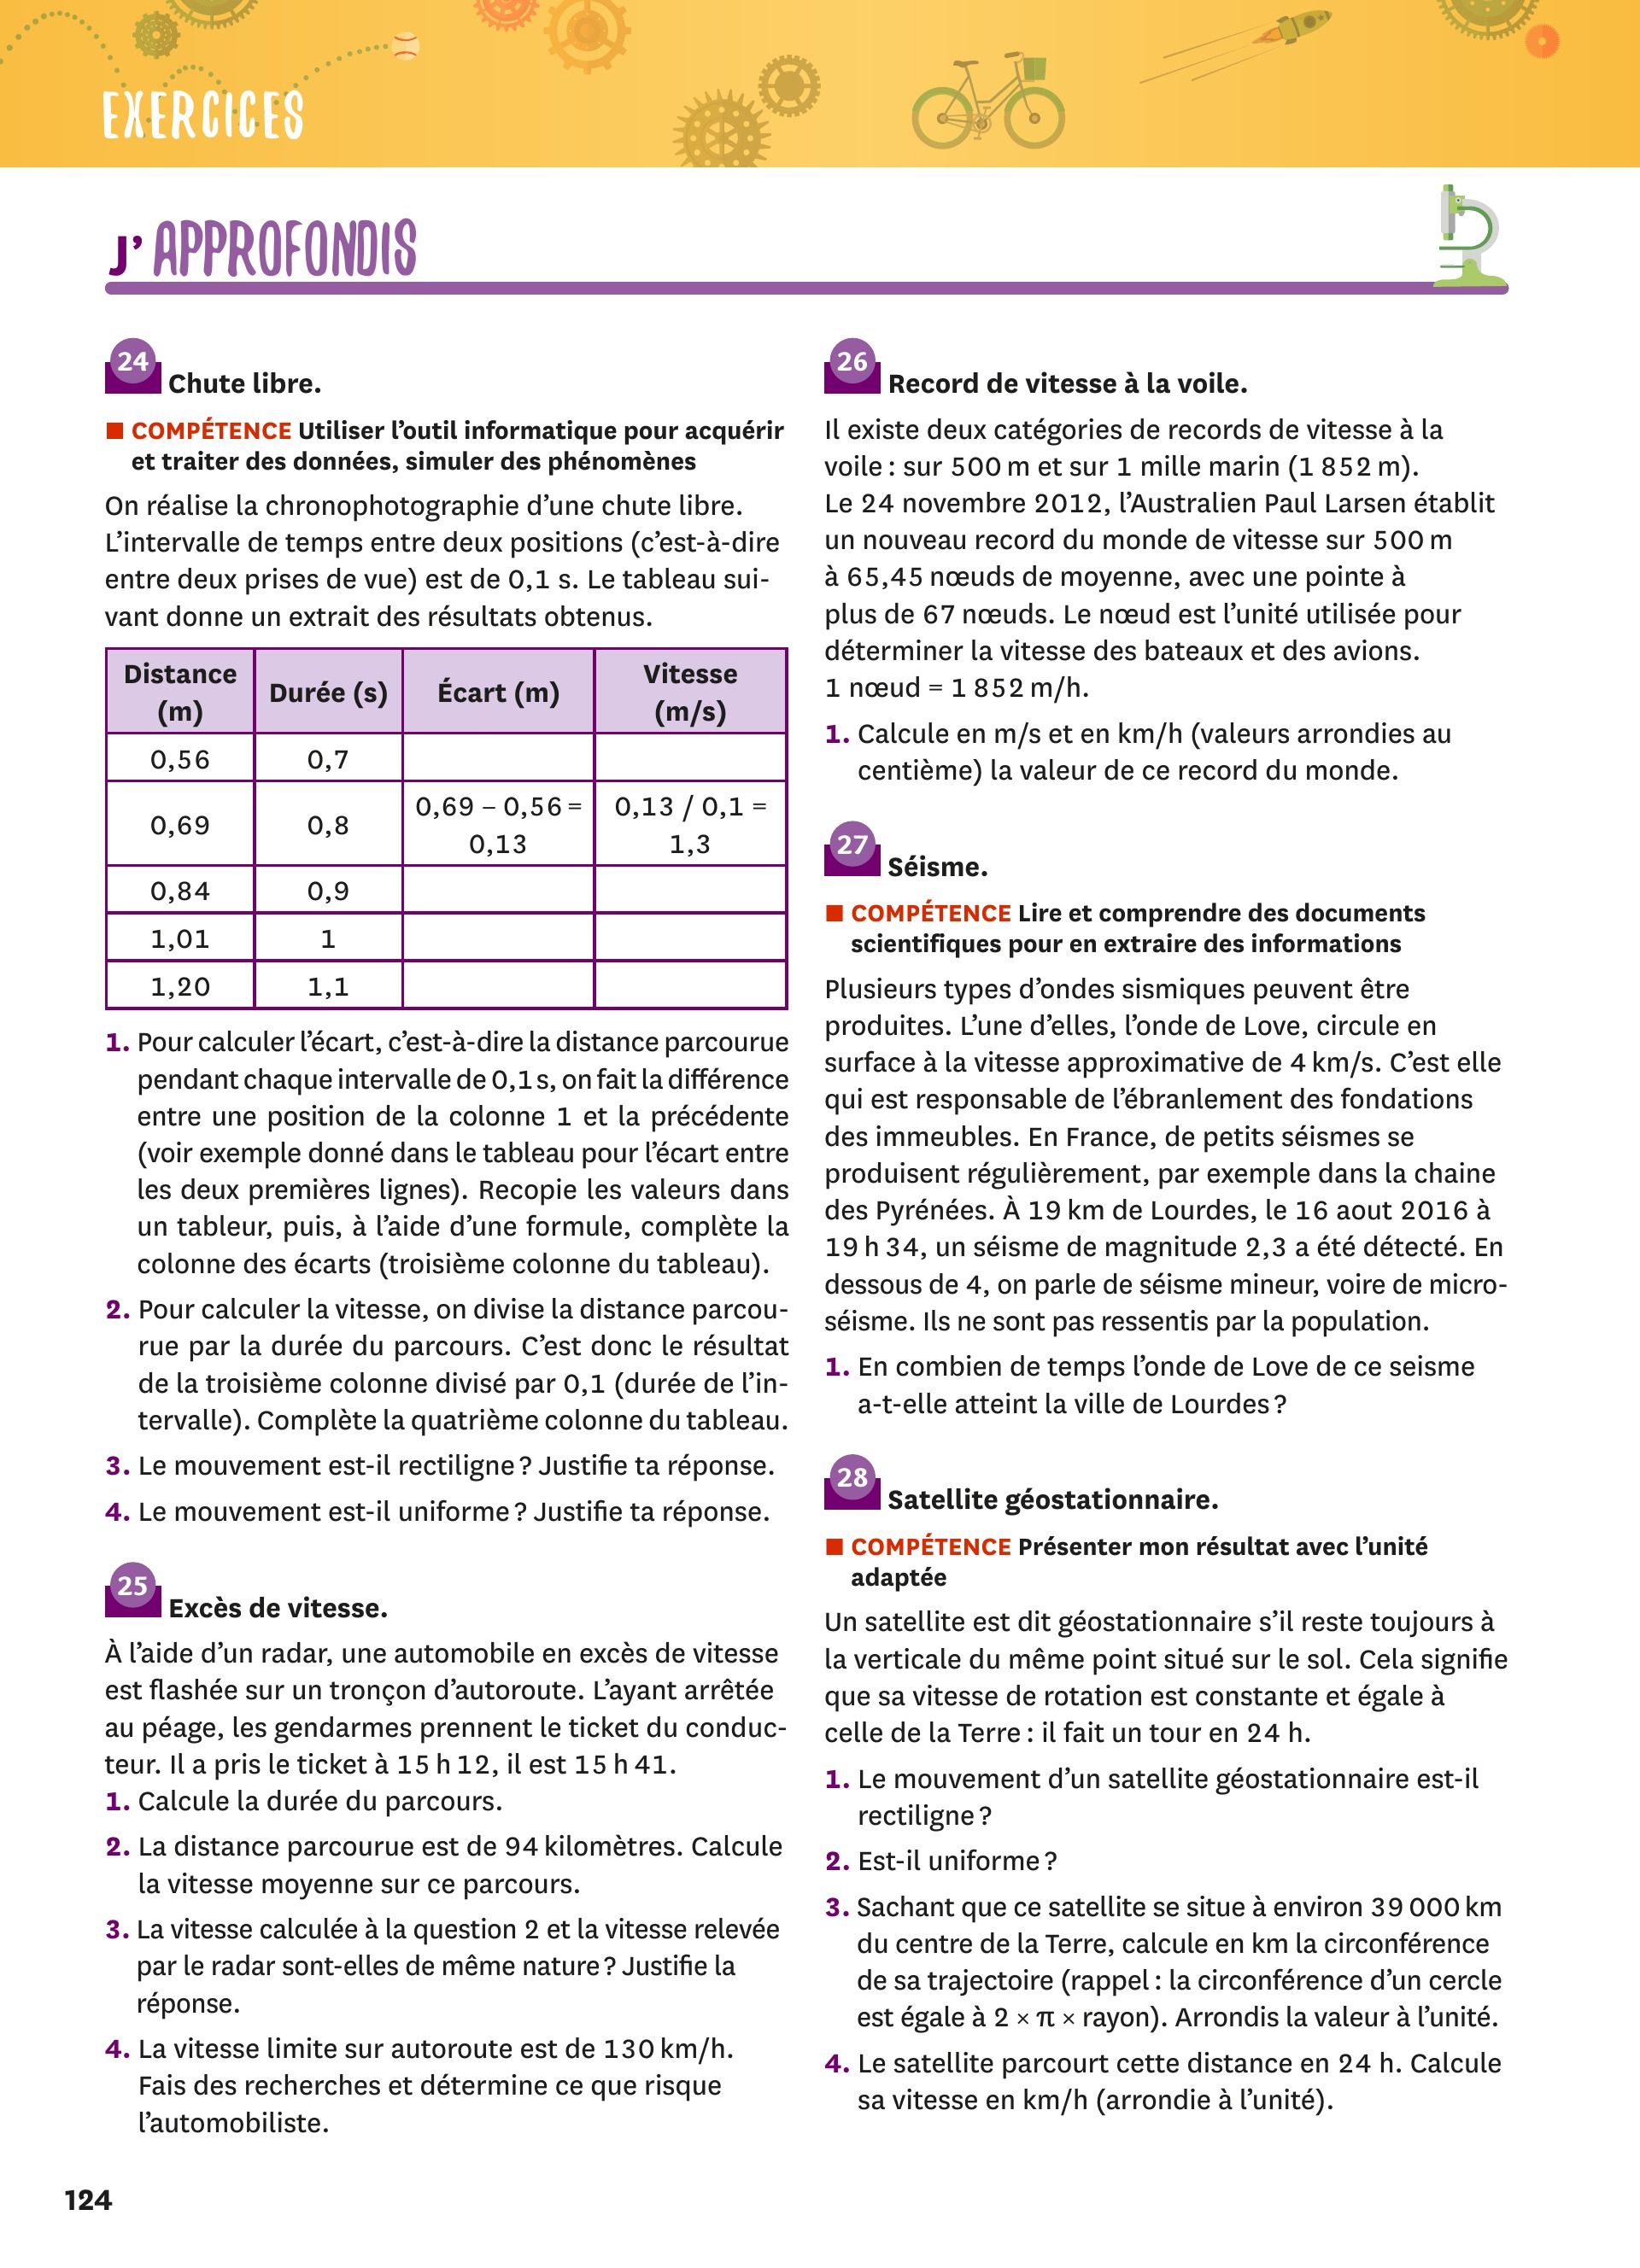 EXERCICES
J’APPROFONDIS
24
Chute libre.
■ COMPÉTENCE Utiliser l’outil informatique pour acquérir
et traiter des données, simuler des phénomènes
On réalise la chronophotographie d’une chute libre.
L’intervalle de temps entre deux positions (c’est-à-dire
entre deux prises de vue) est de 0,1 s. Le tableau sui-
vant donne un extrait des résultats obtenus.
Distance (m) Durée (s) Écart (m) Vitesse (m/s)
0,56 0,7
0,69 0,8 0,69 – 0,56 = 0,13 0,13 / 0,1 = 1,3
0,84 0,9
1,01 1
1,20 1,1
1. Pour calculer l’écart, c’est-à-dire la distance parcourue
pendant chaque intervalle de 0,1 s, on fait la différence
entre une position de la colonne 1 et la précédente
(voir exemple donné dans le tableau pour l’écart entre
les deux premières lignes). Recopie les valeurs dans
un tableur, puis, à l’aide d’une formule, complète la
colonne des écarts (troisième colonne du tableau).
2. Pour calculer la vitesse, on divise la distance parcou-
rue par la durée du parcours. C’est donc le résultat
de la troisième colonne divisé par 0,1 (durée de l’in-
tervalle). Complète la quatrième colonne du tableau.
3. Le mouvement est-il rectiligne ? Justifie ta réponse.
4. Le mouvement est-il uniforme ? Justifie ta réponse.
25
Excès de vitesse.
À l’aide d’un radar, une automobile en excès de vitesse
est flashée sur un tronçon d’autoroute. L’ayant arrêtée
au péage, les gendarmes prennent le ticket du conduc-
teur. Il a pris le ticket à 15 h 12, il est 15 h 41.
1. Calcule la durée du parcours.
2. La distance parcourue est de 94 kilomètres. Calcule
la vitesse moyenne sur ce parcours.
3. La vitesse calculée à la question 2 et la vitesse relevée
par le radar sont-elles de même nature ? Justifie la
réponse.
4. La vitesse limite sur autoroute est de 130 km/h.
Fais des recherches et détermine ce que risque
l’automobiliste.
26
Record de vitesse à la voile.
Il existe deux catégories de records de vitesse à la
voile : sur 500 m et sur 1 mille marin (1 852 m).
Le 24 novembre 2012, l’Australien Paul Larsen établit
un nouveau record du monde de vitesse sur 500 m
à 65,45 nœuds de moyenne, avec une pointe à
plus de 67 nœuds. Le nœud est l’unité utilisée pour
déterminer la vitesse des bateaux et des avions.
1 nœud = 1 852 m/h.
1. Calcule en m/s et en km/h (valeurs arrondies au
centième) la valeur de ce record du monde.
27
Séisme.
■ COMPÉTENCE Lire et comprendre des documents
scientifiques pour en extraire des informations
Plusieurs types d’ondes sismiques peuvent être
produites. L’une d’elles, l’onde de Love, circule en
surface à la vitesse approximative de 4 km/s. C’est elle
qui est responsable de l’ébranlement des fondations
des immeubles. En France, de petits séismes se
produisent régulièrement, par exemple dans la chaine
des Pyrénées. À 19 km de Lourdes, le 16 aout 2016 à
19 h 34, un séisme de magnitude 2,3 a été détecté. En
dessous de 4, on parle de séisme mineur, voire de micro-
séisme. Ils ne sont pas ressentis par la population.
1. En combien de temps l’onde de Love de ce seisme
a-t-elle atteint la ville de Lourdes ?
28
Satellite géostationnaire.
■ COMPÉTENCE Présenter mon résultat avec l’unité
adaptée
Un satellite est dit géostationnaire s’il reste toujours à
la verticale du même point situé sur le sol. Cela signifie
que sa vitesse de rotation est constante et égale à
celle de la Terre : il fait un tour en 24 h.
1. Le mouvement d’un satellite géostationnaire est-il
rectiligne ?
2. Est-il uniforme ?
3. Sachant que ce satellite se situe à environ 39 000 km
du centre de la Terre, calcule en km la circonférence
de sa trajectoire (rappel : la circonférence d’un cercle
est égale à 2 × π × rayon). Arrondis la valeur à l’unité.
4. Le satellite parcourt cette distance en 24 h. Calcule
sa vitesse en km/h (arrondie à l’unité).
124